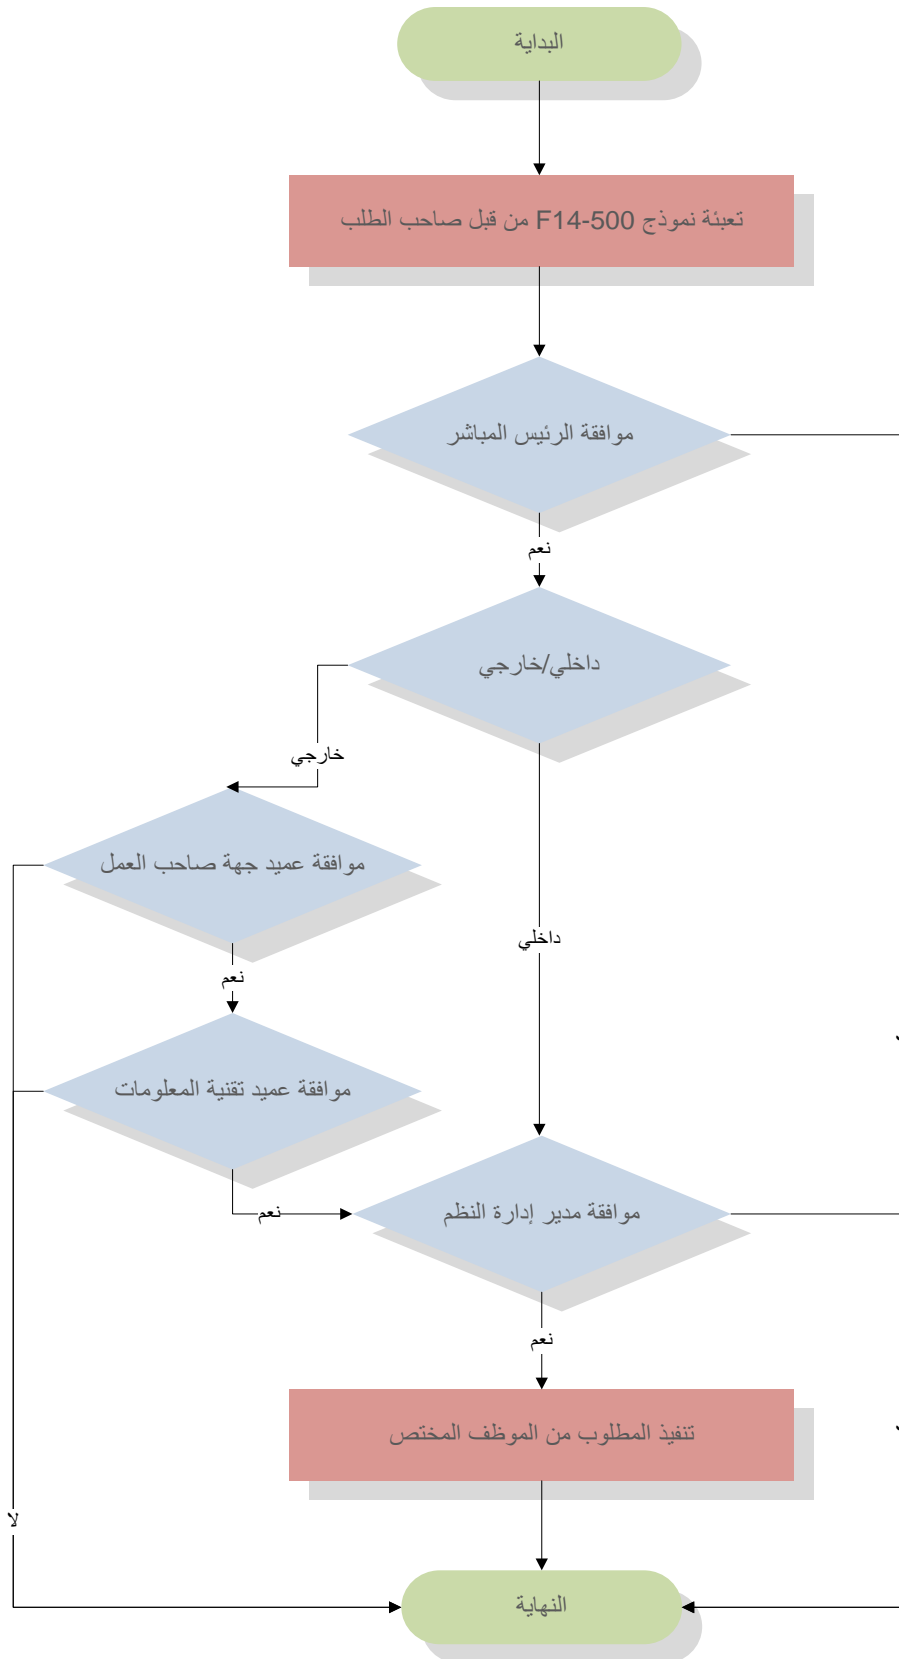 البداية
تعبئة نموذج F14-500 من قبل صاحب الطلب
موافقة الرئيس المباشر
نعم
داخلي/خارجي
خارجي
موافقة عميد جهة صاحب العمل
داخلي
نعم
موافقة عميد تقنية المعلومات
نعم
موافقة مدير إدارة النظم
نعم
تنفيذ المطلوب من الموظف المختص
لا
النهاية